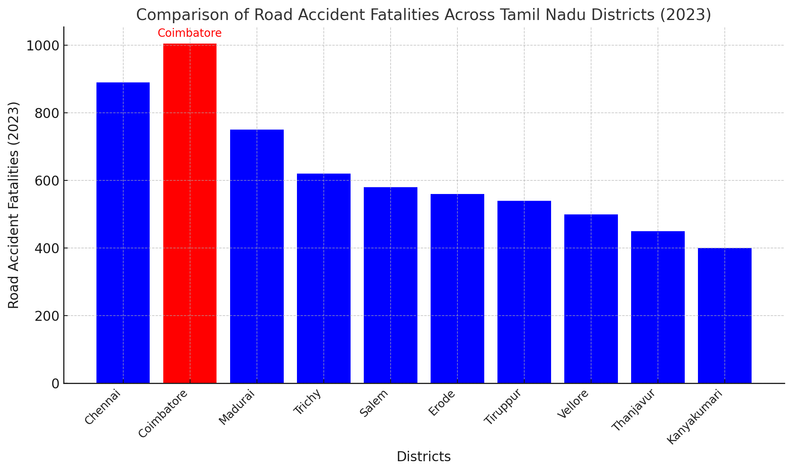 Comparison of Road Accident Fatalities Across Tamil Nadu Districts (2023)
Coimbatore
Road Accident Fatalities (2023)
1000
800
600
400
200
0
Chennai
Coimbatore
Madurai
Trichy
Salem
Erode
Tiruppur
Vellore
Thanjavur
Kanyakumari
Districts